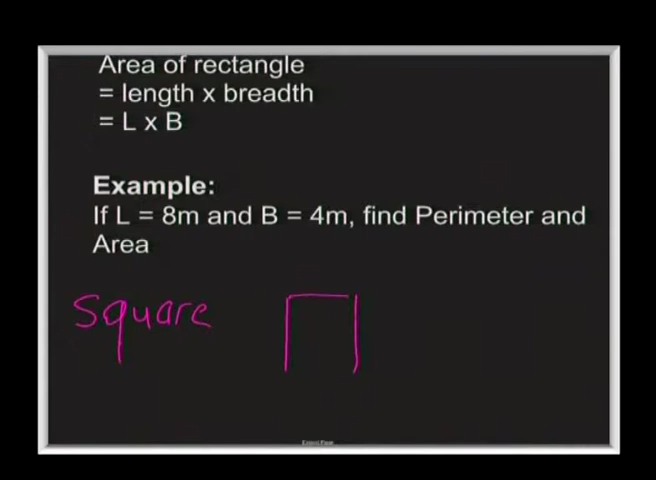 Area of rectangle
= length x breadth
= L x B
Example:
If L = 8m and B = 4m, find Perimeter and
Area
square